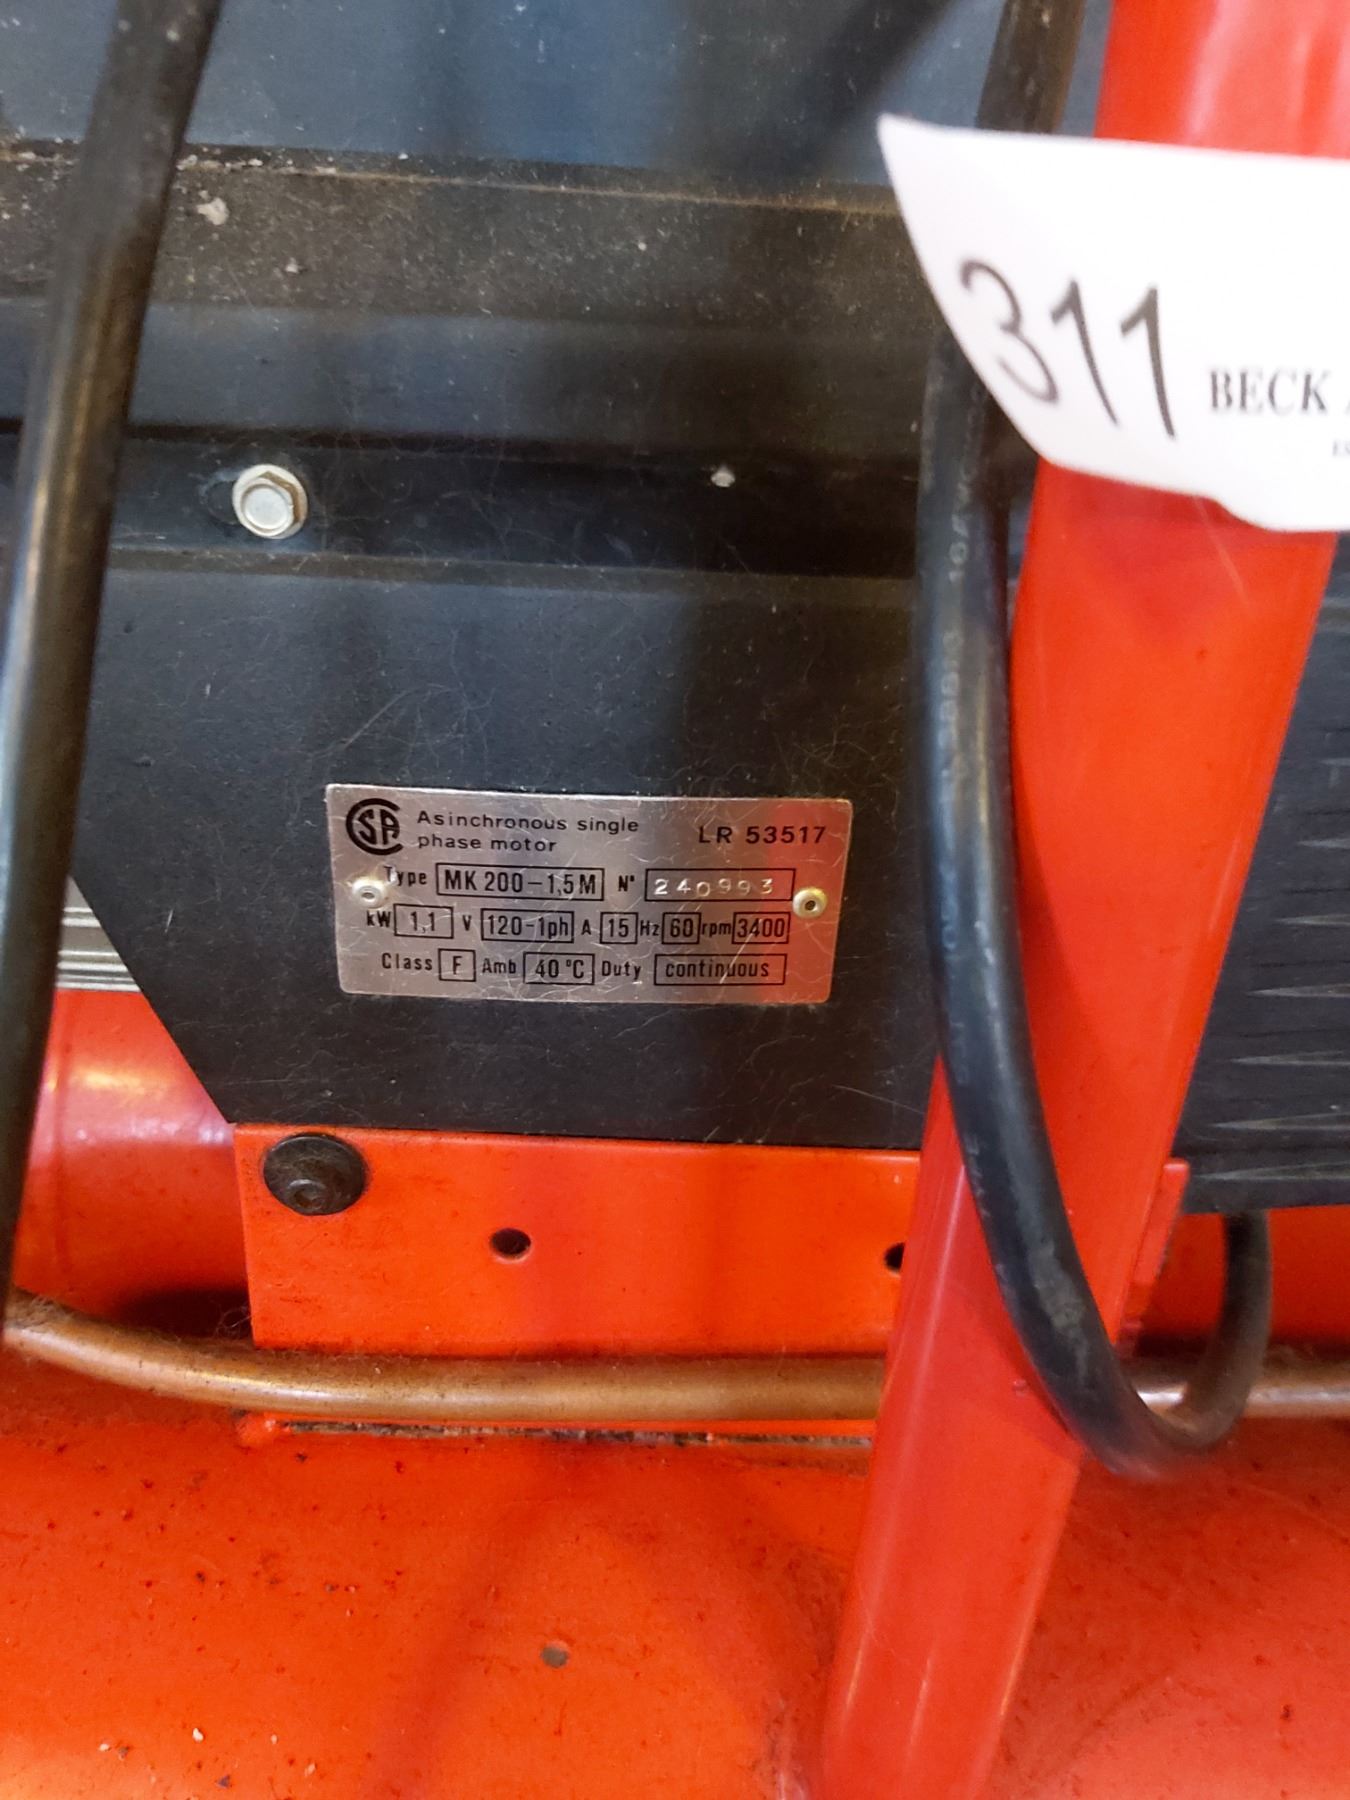 311
BECK
CSA Asinchronous single
phase motor LR 53517
Type MK 200-1,5M N° 240993
kW 1,1 V 120-1ph A 15 Hz 60 rpm 3400
Class F Amb 40°C Duty continuous